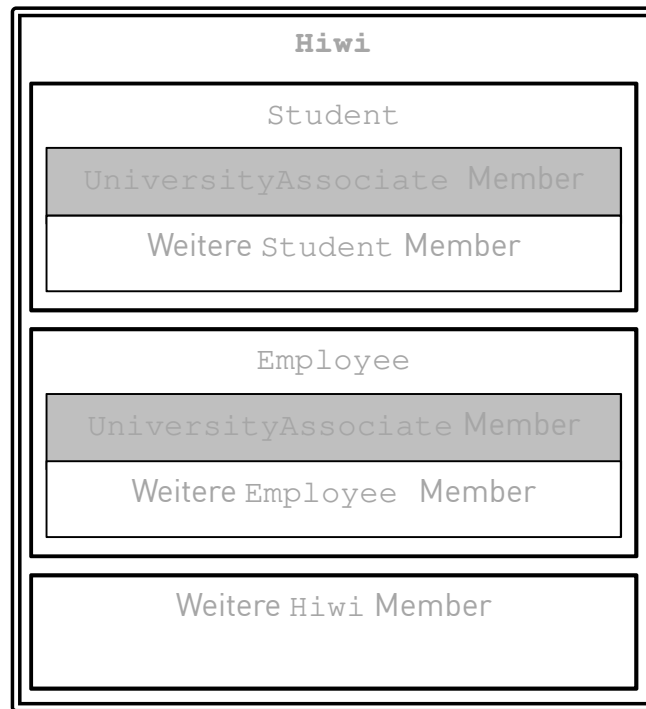 Hiwi
Student
UniversityAssociate Member
Weitere Student Member
Employee
UniversityAssociate Member
Weitere Employee Member
Weitere Hiwi Member